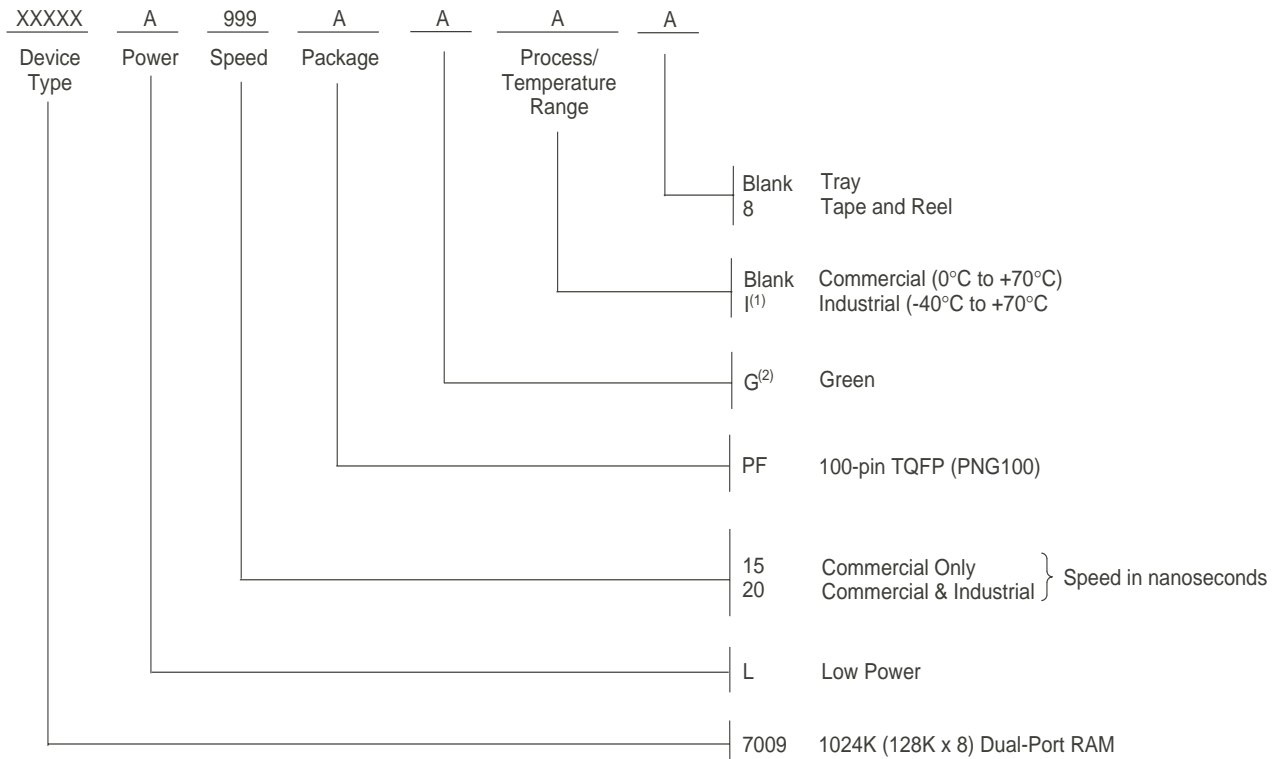 XXXXX A 999 A A A A
Device Type Power Speed Package Process/ Temperature Range
Blank Tray
8 Tape and Reel
Blank Commercial (0°C to +70°C)
I(1) Industrial (-40°C to +70°C
G(2) Green
PF 100-pin TQFP (PNG100)
15 Commercial Only
20 Commercial & Industrial
Speed in nanoseconds
L Low Power
7009 1024K (128K x 8) Dual-Port RAM